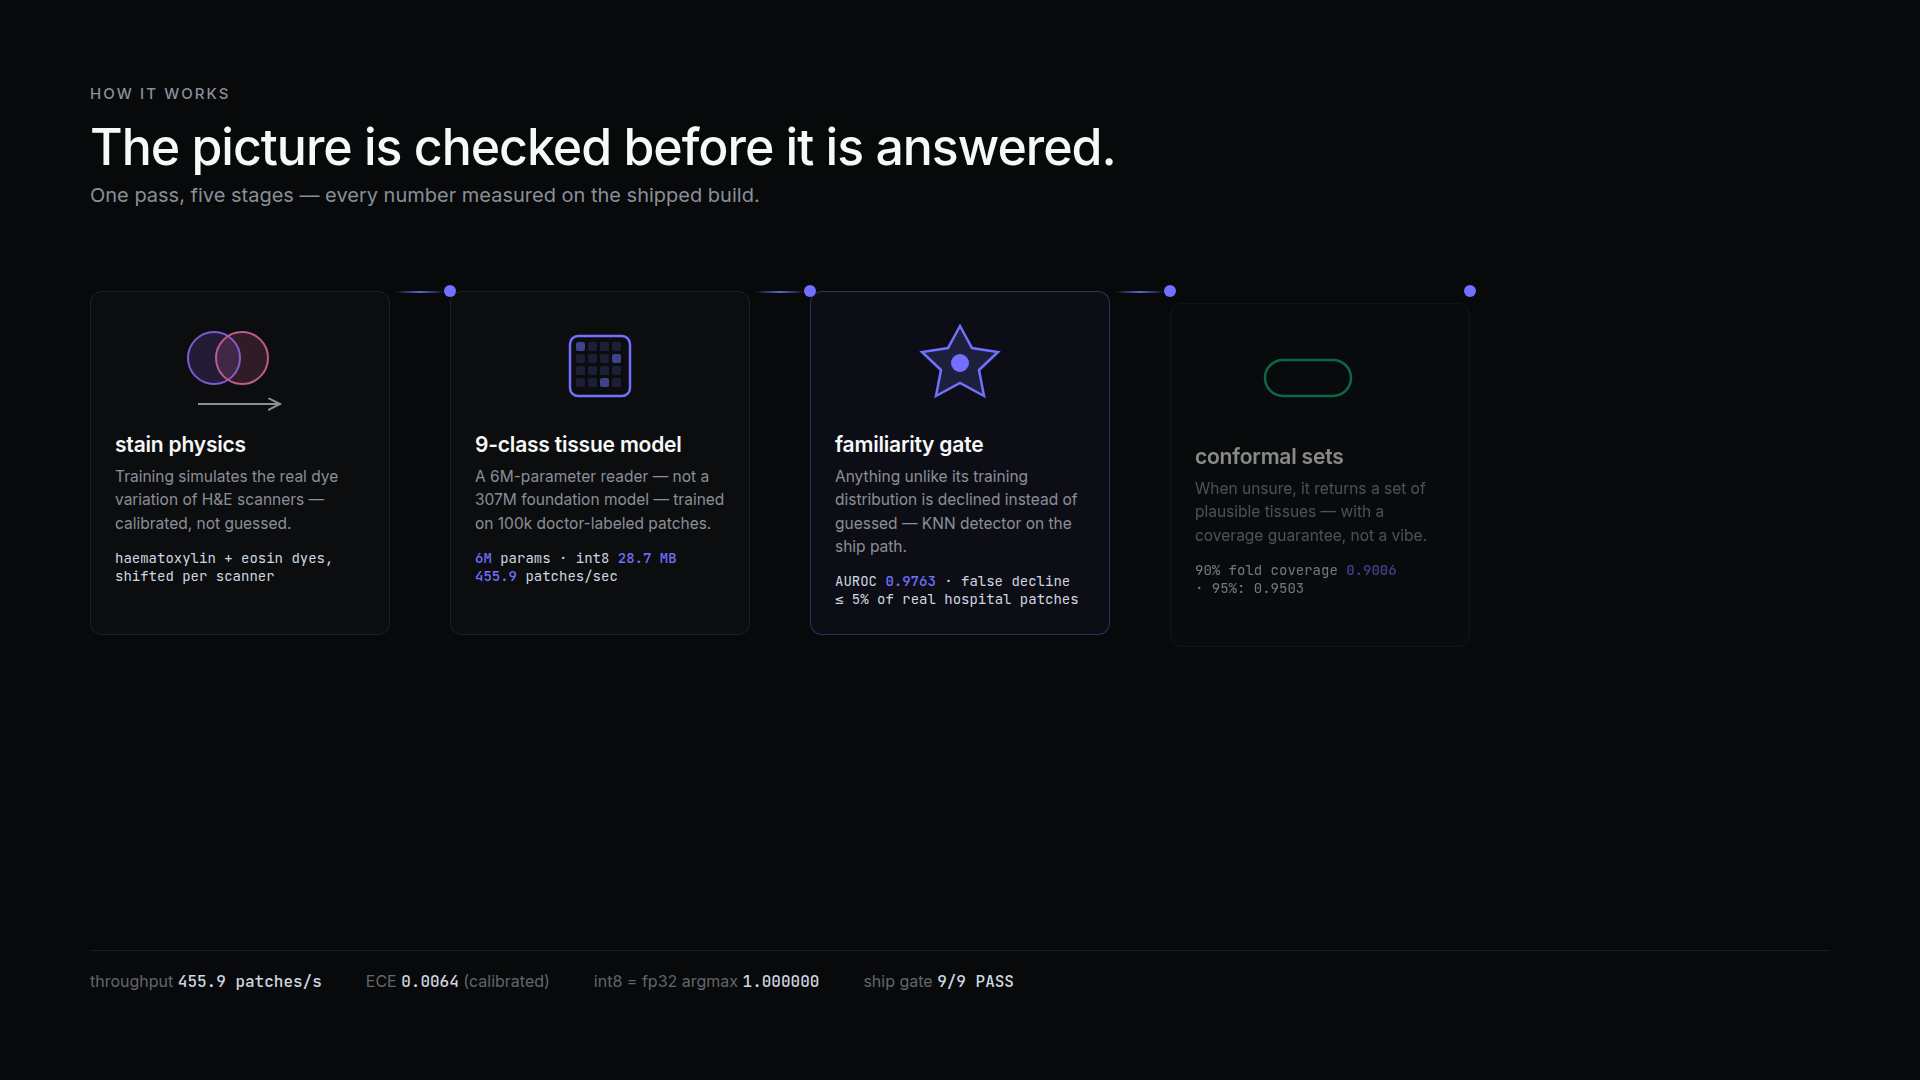 HOW IT WORKS
The picture is checked before it is answered.
One pass, five stages — every number measured on the shipped build.
stain physics
Training simulates the real dye
variation of H&E scanners —
calibrated, not guessed.
haematoxylin + eosin dyes,
shifted per scanner
9-class tissue model
A 6M-parameter reader — not a
307M foundation model — trained
on 100k doctor-labeled patches.
6M params · int8 28.7 MB
455.9 patches/sec
familiarity gate
Anything unlike its training
distribution is declined instead of
guessed — KNN detector on the
ship path.
AUROC 0.9763 · false decline
≤ 5% of real hospital patches
conformal sets
When unsure, it returns a set of
plausible tissues — with a
coverage guarantee, not a vibe.
90% fold coverage 0.9006
· 95%: 0.9503
throughput 455.9 patches/s ECE 0.0064 (calibrated) int8 = fp32 argmax 1.000000 ship gate 9/9 PASS